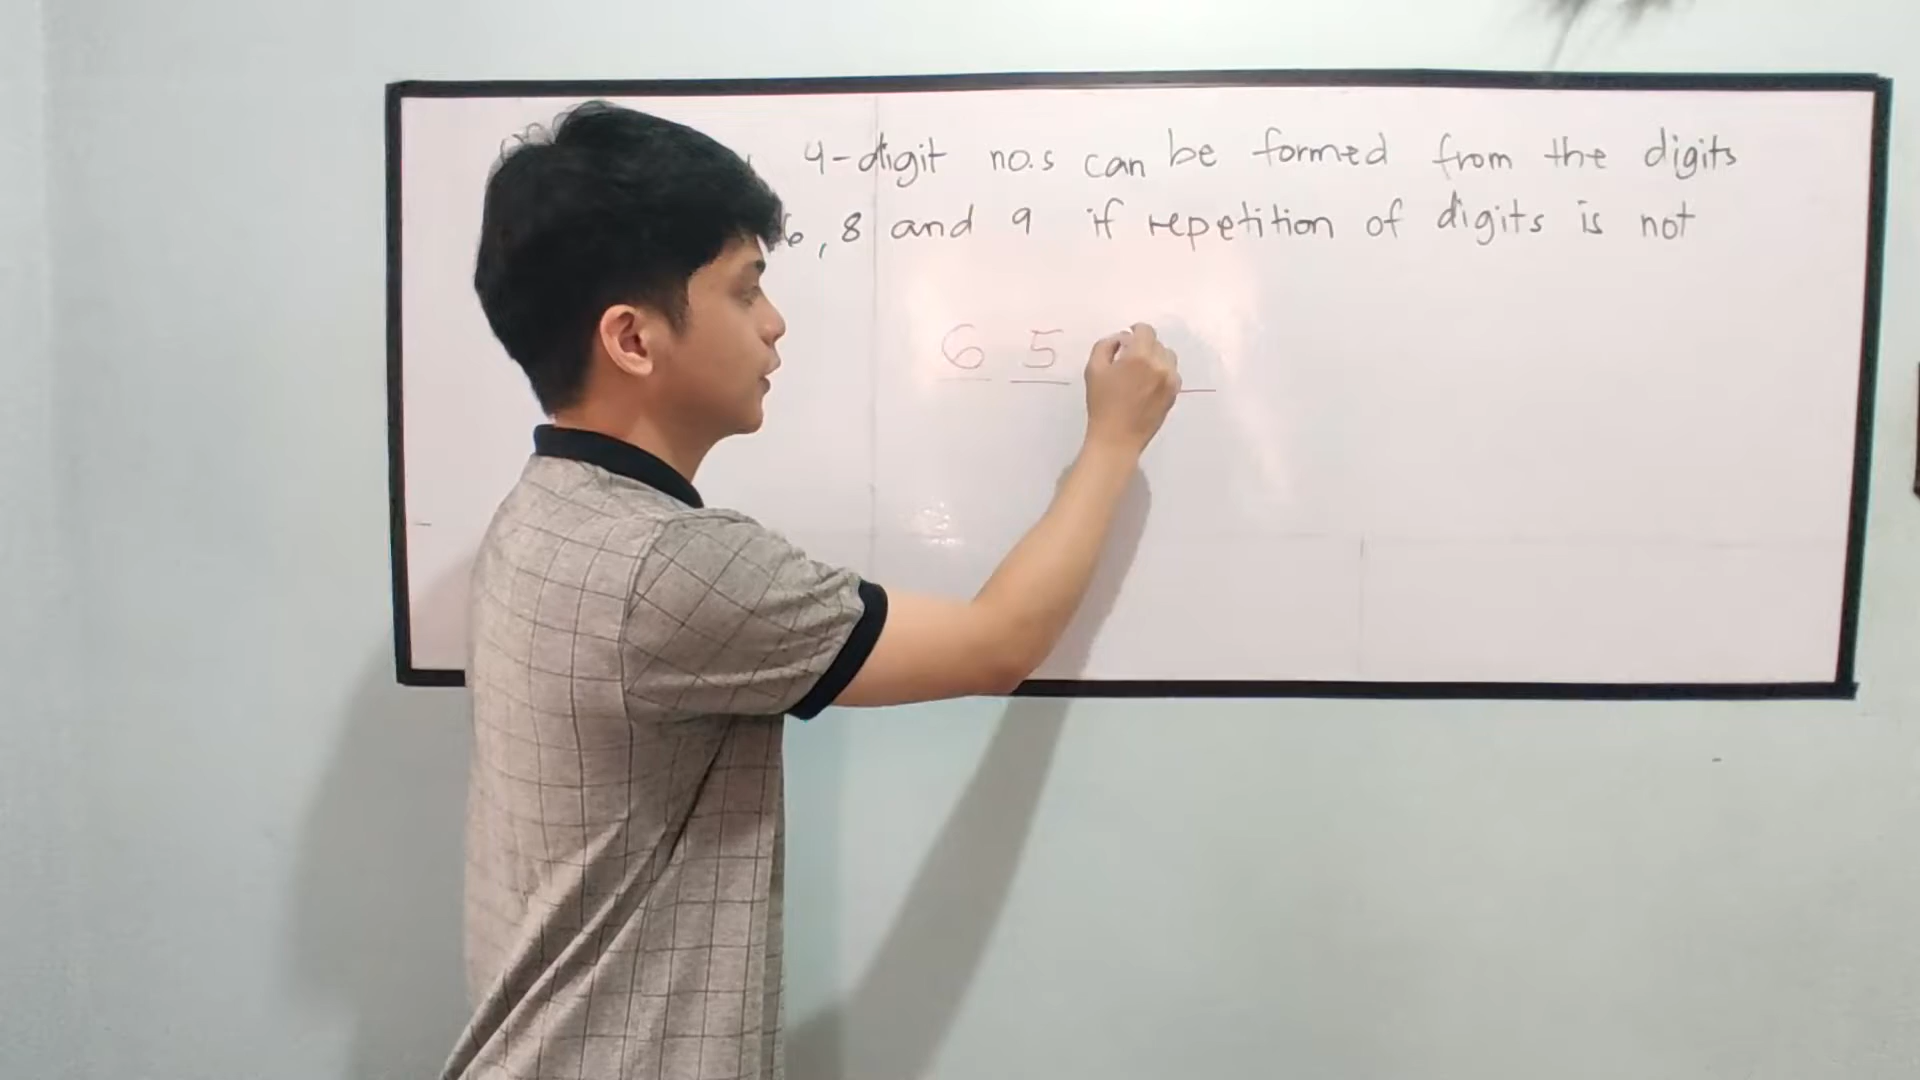 4-digit no.s can be formed from the digits
6, 8 and 9 if repetition of digits is not
6 5